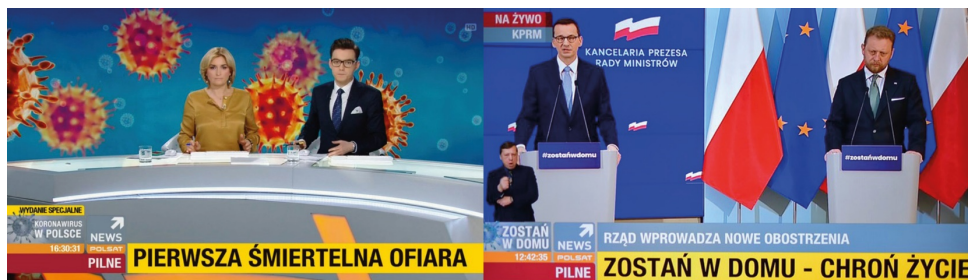 HD
WYDANIE SPECJALNE
KORONAWIRUS
W POLSCE
NEWS
16:30:31
POLSAT
PILNE
PIERWSZA ŚMIERTELNA OFIARA
NA ŻYWO
KPRM
KANCELARIA PREZESA
RADY MINISTRÓW
#zostańwdomu
#zostańwdomu
ZOSTAŃ
W DOMU
NEWS
12:42:35
POLSAT
PILNE
RZĄD WPROWADZA NOWE OBOSTRZENIA
ZOSTAŃ W DOMU - CHROŃ ŻYCIE